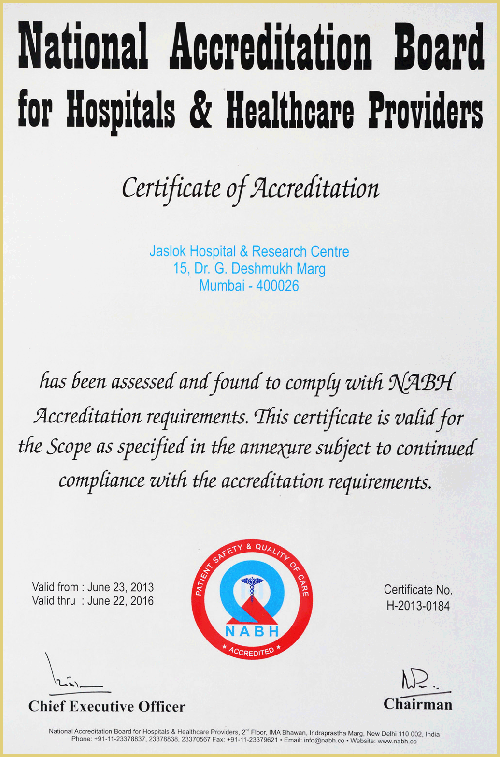 National Accreditation Board
for Hospitals & Healthcare Providers
Certificate of Accreditation
Jaslok Hospital & Research Centre
15, Dr. G. Deshmukh Marg
Mumbai - 400026
has been assessed and found to comply with NABH
Accreditation requirements. This certificate is valid for
the Scope as specified in the annexure subject to continued
compliance with the accreditation requirements.
PATIENT SAFETY & QUALITY OF CARE
NABH
★ ACCREDITED ★
Valid from : June 23, 2013
Valid thru : June 22, 2016
Certificate No.
H-2013-0184
Chief Executive Officer
Chairman
National Accreditation Board for Hospitals & Healthcare Providers, 2nd Floor, IMA Bhawan, Indraprastha Marg, New Delhi 110 002, India
Phone: +91-11-23378837, 23378838, 23370567 Fax: +91-11-23379621 • Email: info@nabh.co • Website: www.nabh.co